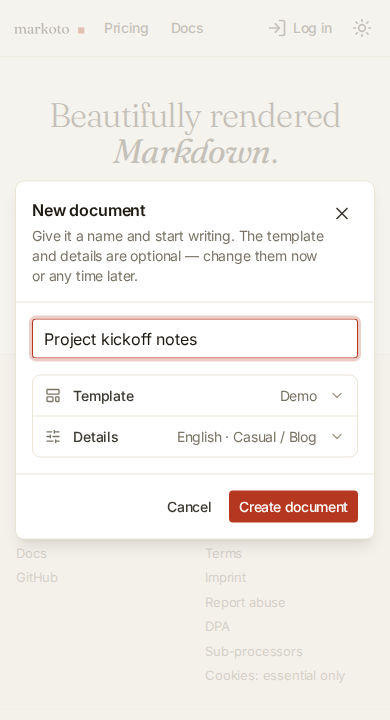 markoto Pricing Docs Log in
Beautifully rendered
Markdown.
New document
Give it a name and start writing. The template
and details are optional — change them now
or any time later.
Project kickoff notes
Template Demo
Details English · Casual / Blog
Cancel Create document
Docs Terms
GitHub Imprint
Report abuse
DPA
Sub-processors
Cookies: essential only